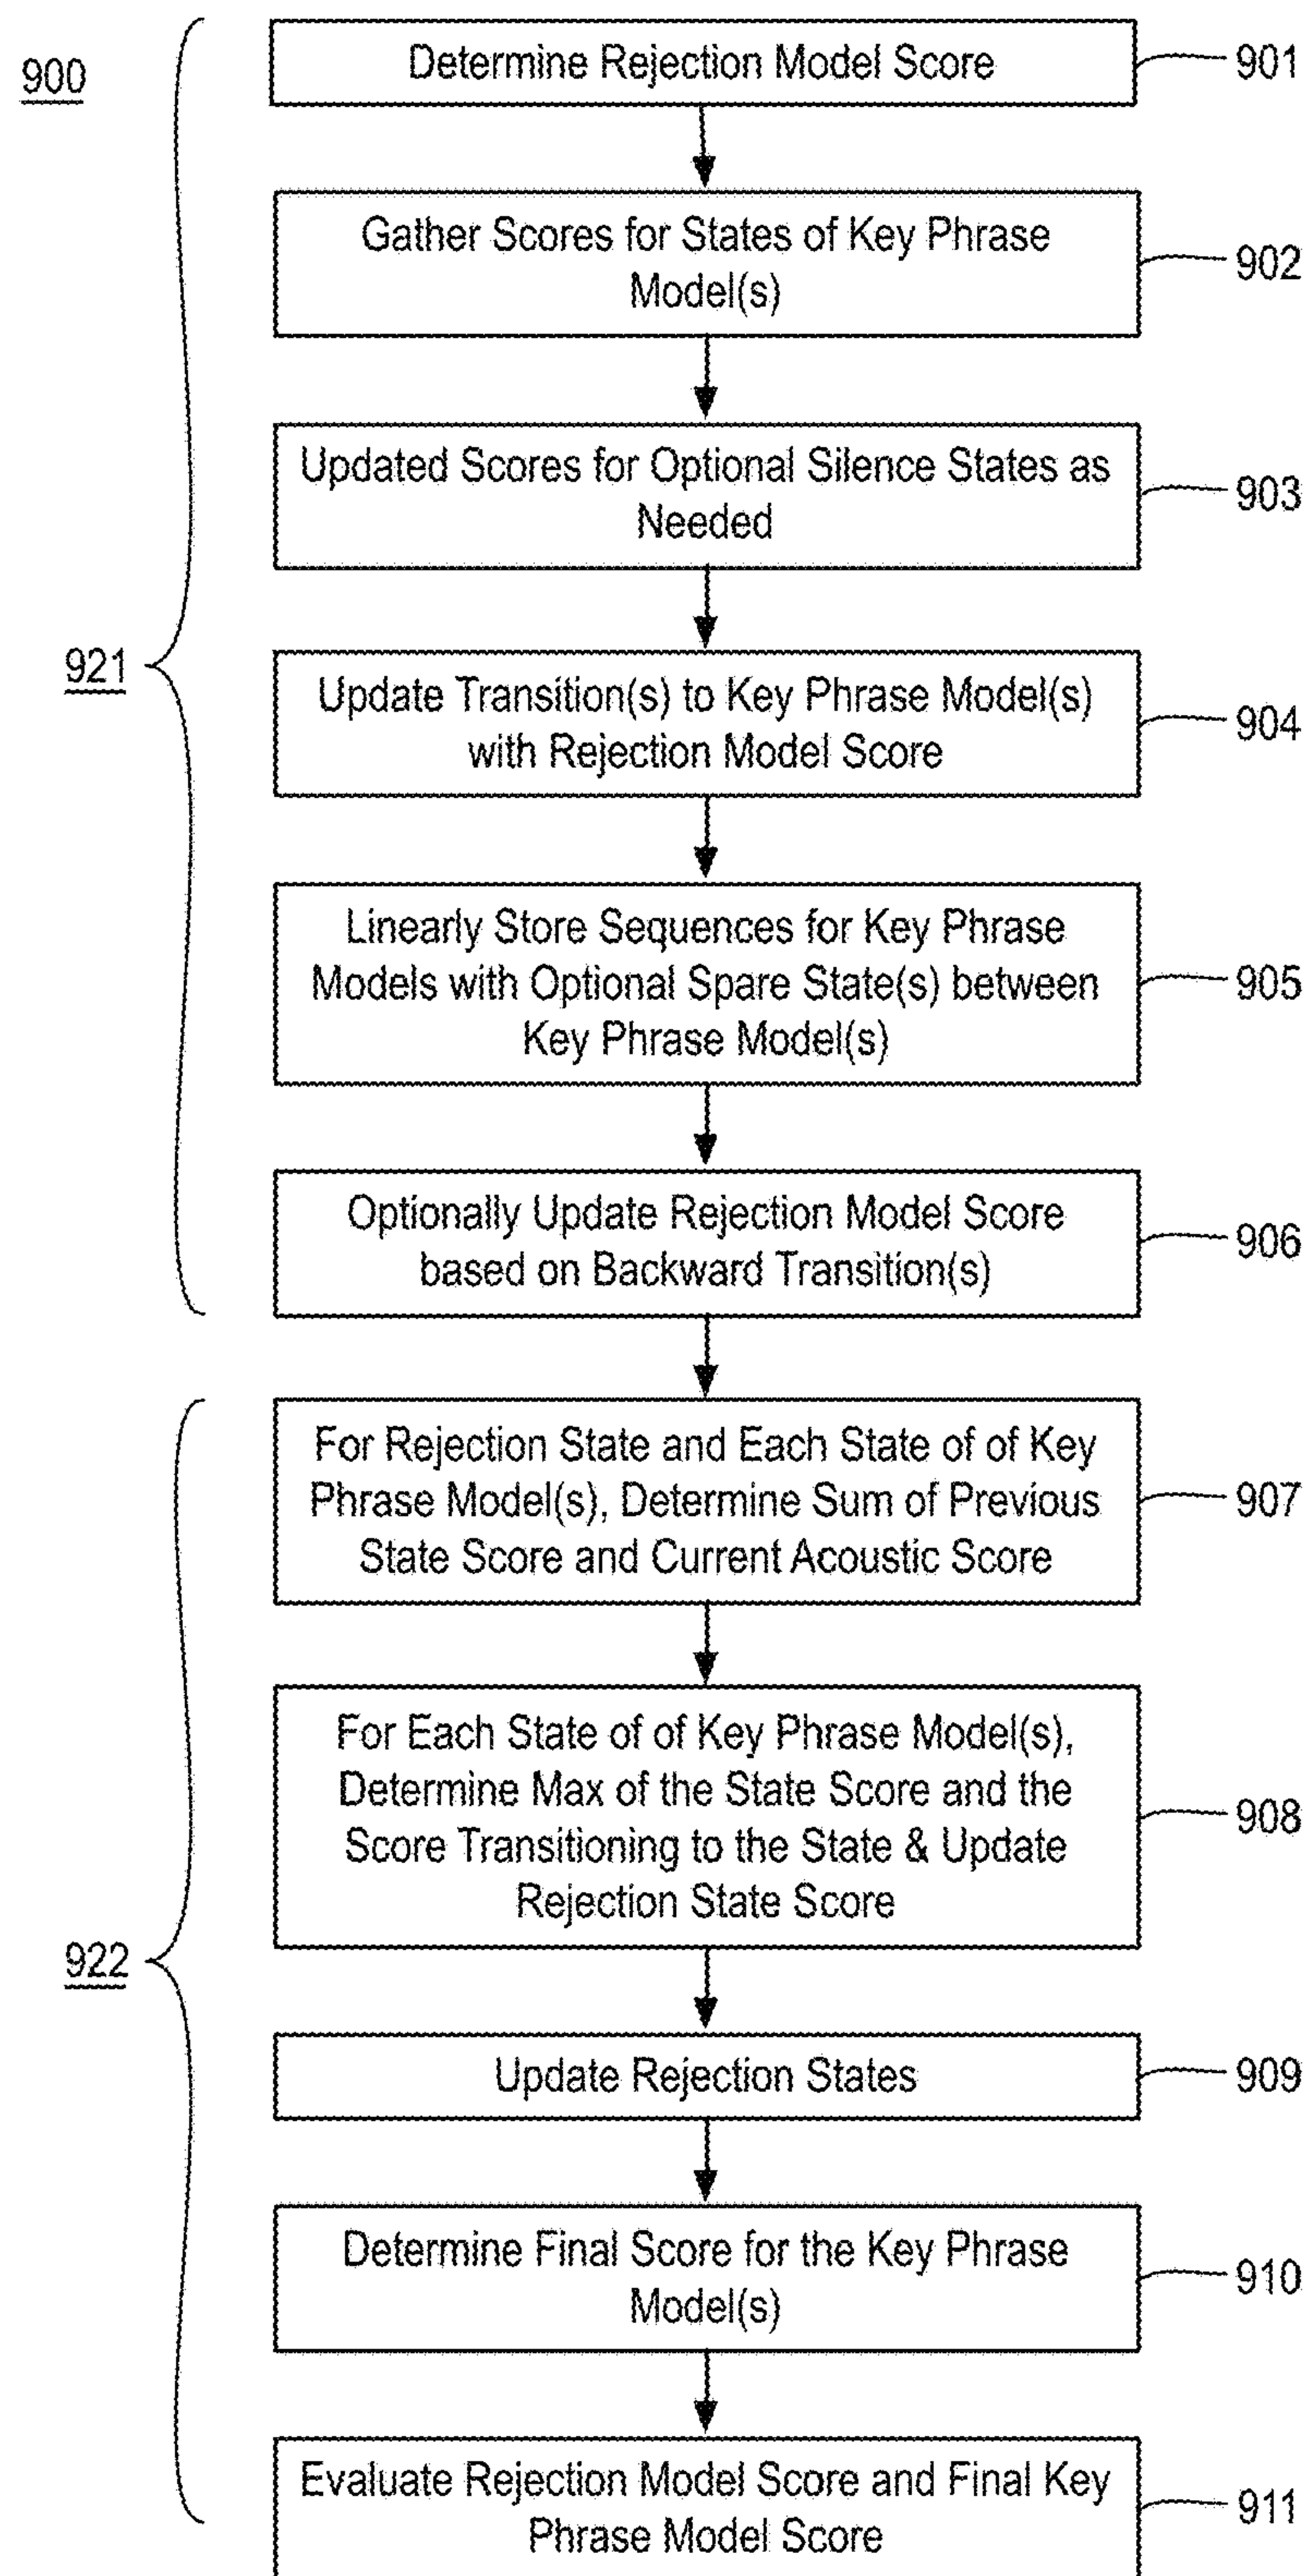 900
Determine Rejection Model Score
901
Gather Scores for States of Key Phrase
Model(s)
902
Updated Scores for Optional Silence States as
Needed
903
921
Update Transition(s) to Key Phrase Model(s)
with Rejection Model Score
904
Linearly Store Sequences for Key Phrase
Models with Optional Spare State(s) between
Key Phrase Model(s)
905
Optionally Update Rejection Model Score
based on Backward Transition(s)
906
For Rejection State and Each State of of Key
Phrase Model(s), Determine Sum of Previous
State Score and Current Acoustic Score
907
For Each State of of Key Phrase Model(s),
Determine Max of the State Score and the
Score Transitioning to the State & Update
Rejection State Score
908
922
Update Rejection States
909
Determine Final Score for the Key Phrase
Model(s)
910
Evaluate Rejection Model Score and Final Key
Phrase Model Score
911